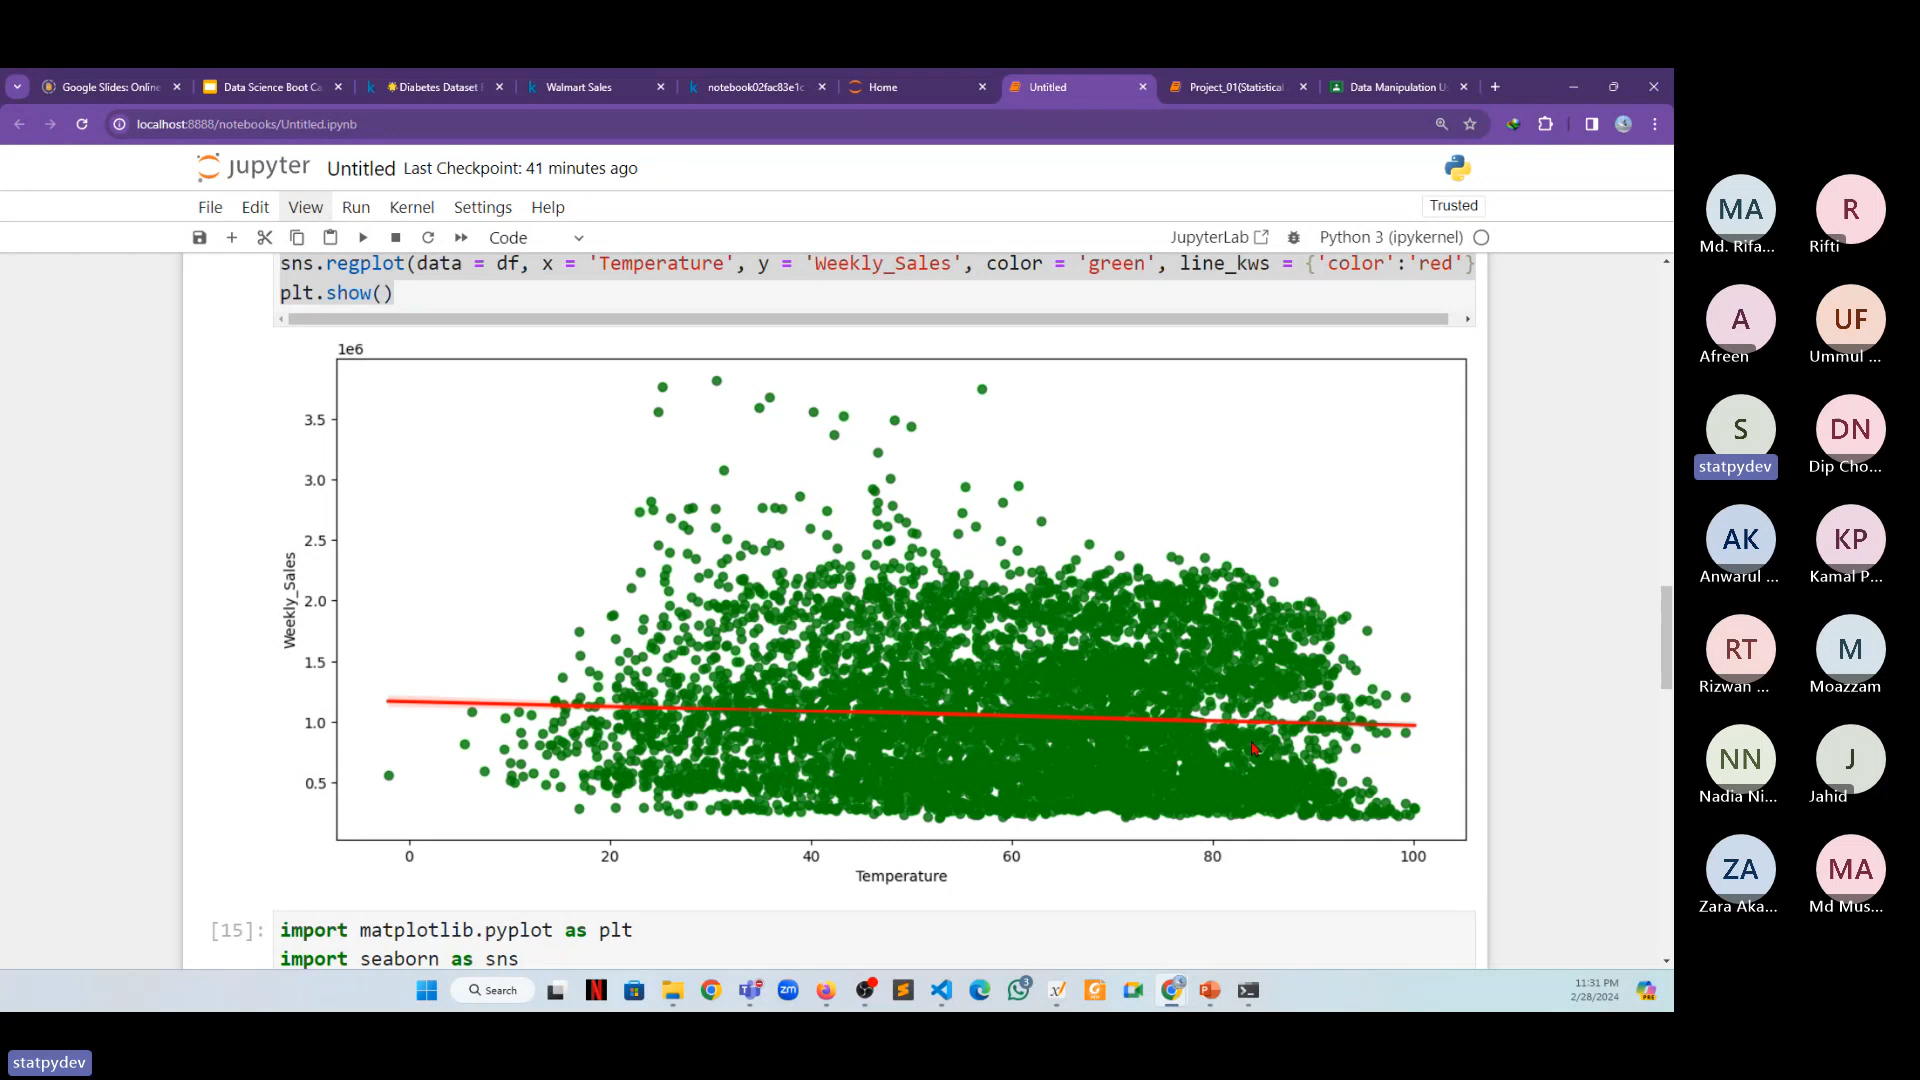 Google Slides: Online
Data Science Boot Ca
Diabetes Dataset
Walmart Sales
notebook02fac83e1c
Home
Untitled
Project_01(Statistical
Data Manipulation U
localhost:8888/notebooks/Untitled.ipynb
jupyter Untitled Last Checkpoint: 41 minutes ago
File Edit View Run Kernel Settings Help
Trusted
Code
JupyterLab
Python 3 (ipykernel)
sns.regplot(data = df, x = 'Temperature', y = 'Weekly_Sales', color = 'green', line_kws = {'color':'red'}
plt.show()
1e6
3.5
3.0
2.5
2.0
1.5
1.0
0.5
Weekly_Sales
0 20 40 60 80 100
Temperature
[15]:
import matplotlib.pyplot as plt
import seaborn as sns
Search
zm
3
PRE
11:31 PM
2/28/2024
MA
Md. Rifa...
R
Rifti
A
Afreen
UF
Ummul ...
S
statpydev
DN
Dip Cho...
AK
Anwarul ...
KP
Kamal P...
RT
Rizwan ...
M
Moazzam
NN
Nadia Ni...
J
Jahid
ZA
Zara Aka...
MA
Md Mus...
statpydev